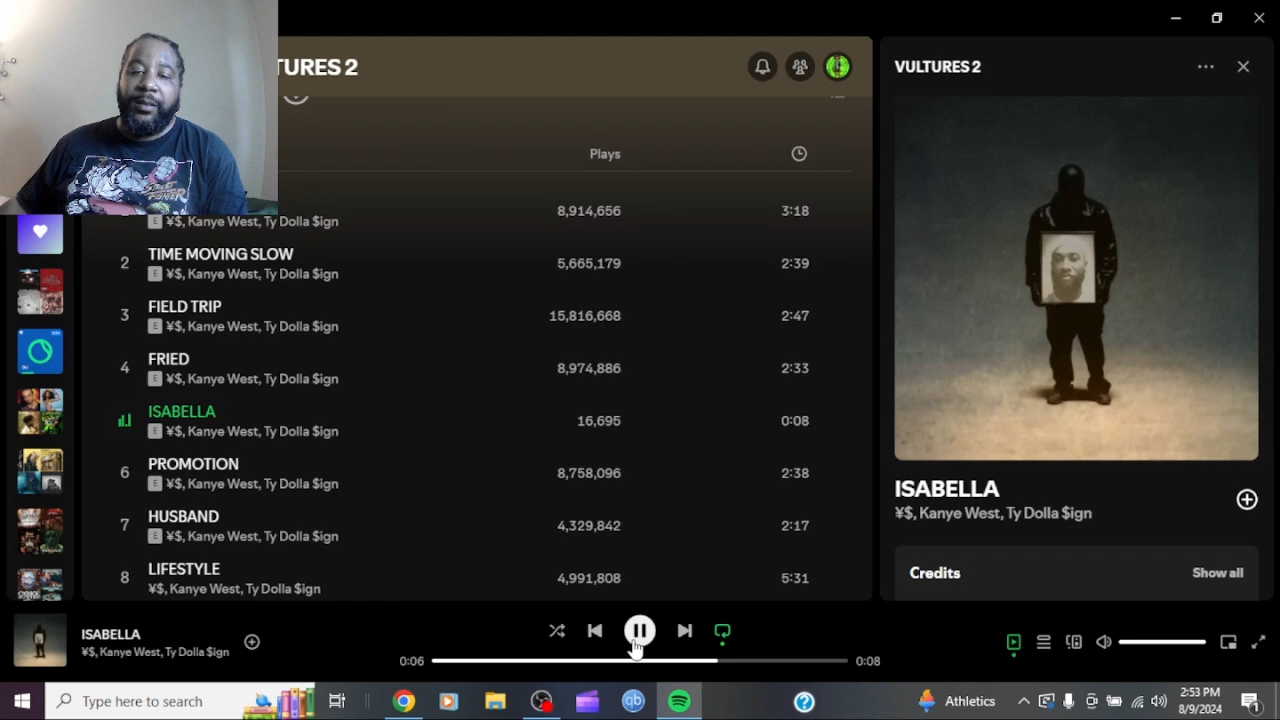 TURES 2
VULTURES 2
Plays
¥$, Kanye West, Ty Dolla $ign
E
8,914,656
3:18
2
TIME MOVING SLOW
E ¥$, Kanye West, Ty Dolla $ign
5,665,179
2:39
3
FIELD TRIP
E ¥$, Kanye West, Ty Dolla $ign
15,816,668
2:47
4
FRIED
E ¥$, Kanye West, Ty Dolla $ign
8,974,886
2:33
ISABELLA
E ¥$, Kanye West, Ty Dolla $ign
16,695
0:08
6
PROMOTION
E ¥$, Kanye West, Ty Dolla $ign
8,758,096
2:38
7
HUSBAND
E ¥$, Kanye West, Ty Dolla $ign
4,329,842
2:17
8
LIFESTYLE
¥$, Kanye West, Ty Dolla $ign
4,991,808
5:31
ISABELLA
¥$, Kanye West, Ty Dolla $ign
Credits
Show all
ISABELLA
¥$, Kanye West, Ty Dolla $ign
0:06
0:08
Type here to search
qb
Athletics
2:53 PM
8/9/2024
1
STREET
FIGHTER